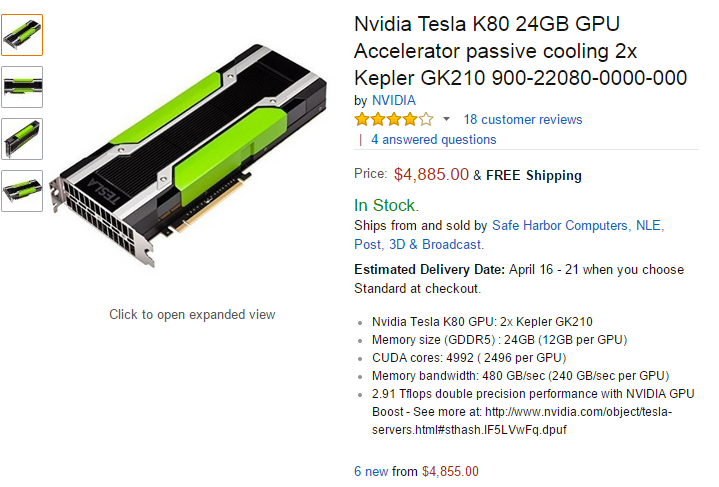 Nvidia Tesla K80 24GB GPU
Accelerator passive cooling 2x
Kepler GK210 900-22080-0000-000
by NVIDIA
18 customer reviews
| 4 answered questions
Price: $4,885.00 & FREE Shipping
In Stock.
Ships from and sold by Safe Harbor Computers, NLE,
Post, 3D & Broadcast.
Estimated Delivery Date: April 16 - 21 when you choose
Standard at checkout.
• Nvidia Tesla K80 GPU: 2x Kepler GK210
• Memory size (GDDR5) : 24GB (12GB per GPU)
• CUDA cores: 4992 ( 2496 per GPU)
• Memory bandwidth: 480 GB/sec (240 GB/sec per GPU)
• 2.91 Tflops double precision performance with NVIDIA GPU
Boost - See more at: http://www.nvidia.com/object/tesla-
servers.html#sthash.IF5LVwFq.dpuf
6 new from $4,855.00
TESLA
Click to open expanded view